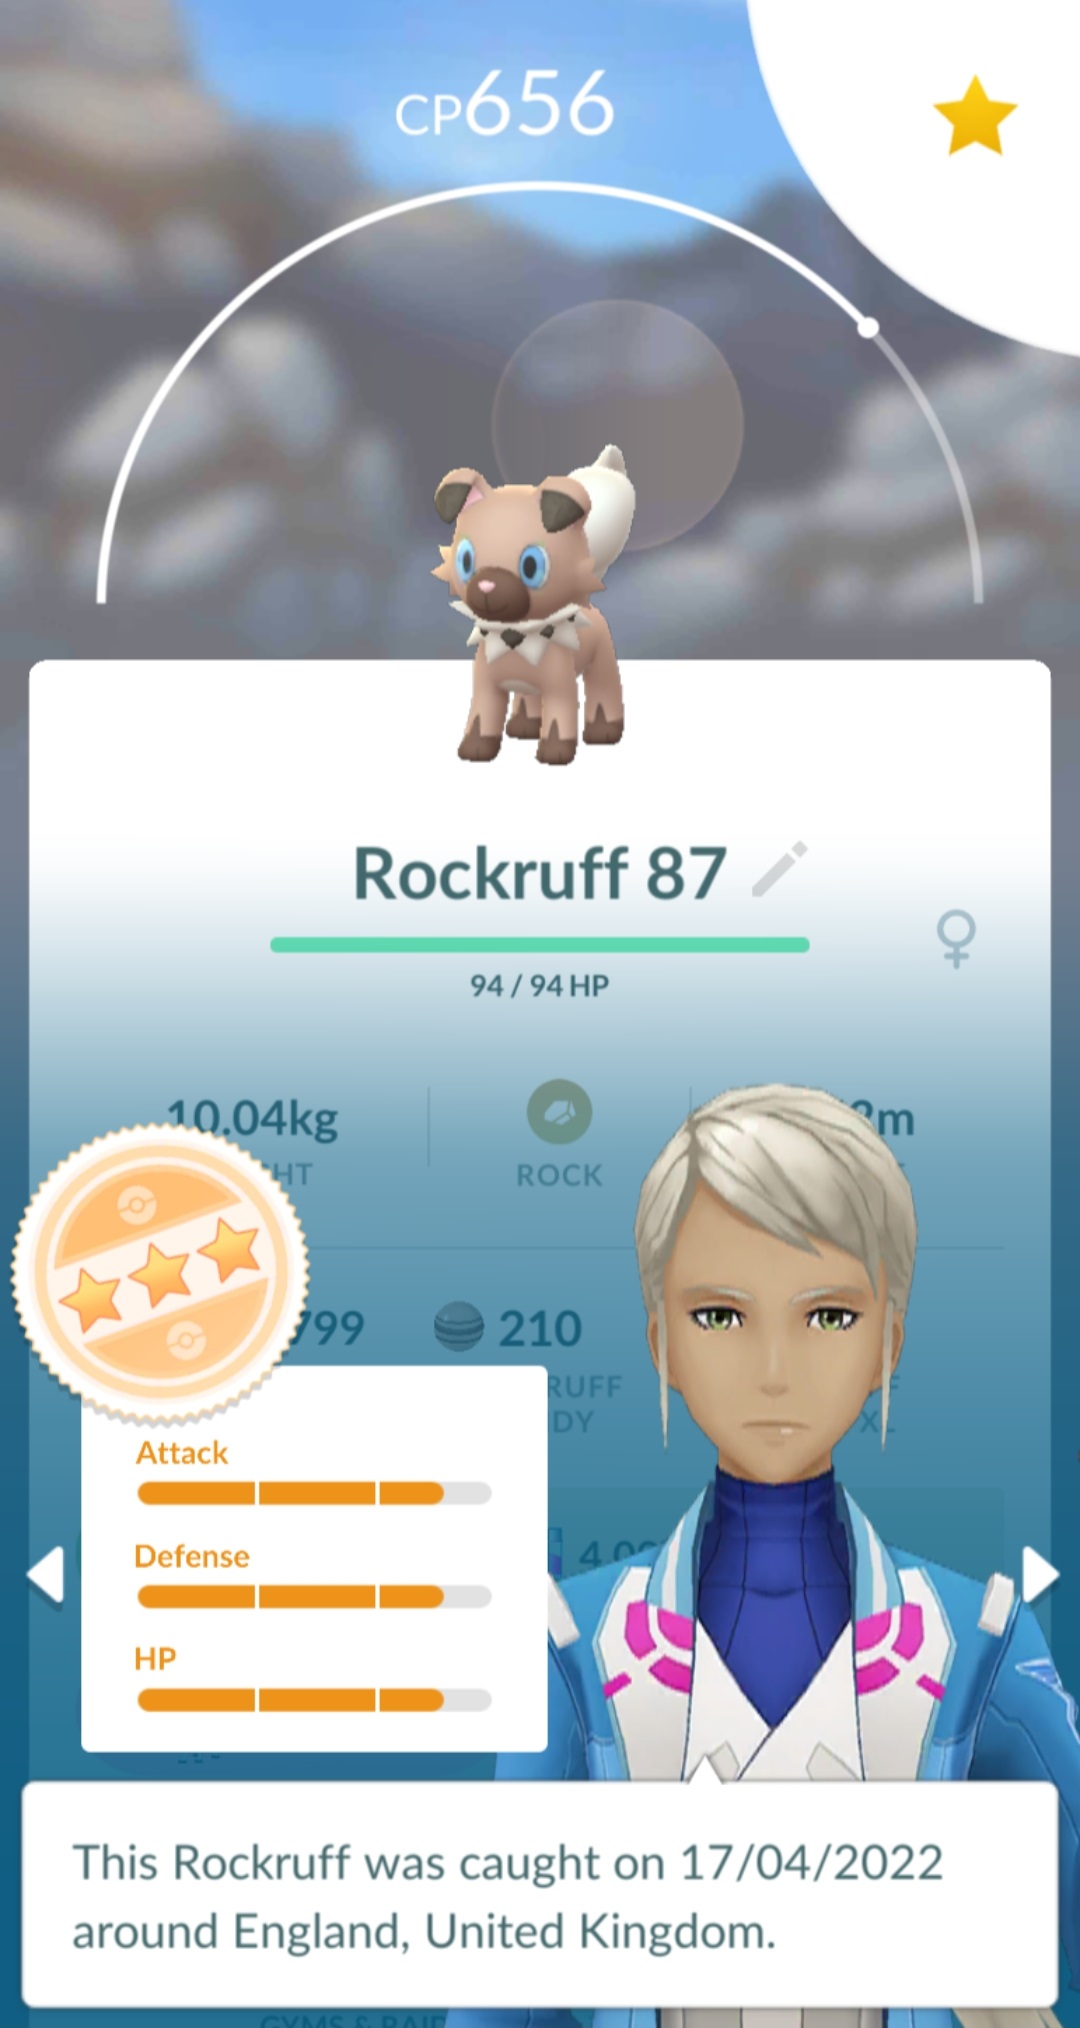 CP656
Rockruff 87
94 / 94 HP
10.04kg
ROCK
210
Attack
Defense
HP
This Rockruff was caught on 17/04/2022
around England, United Kingdom.